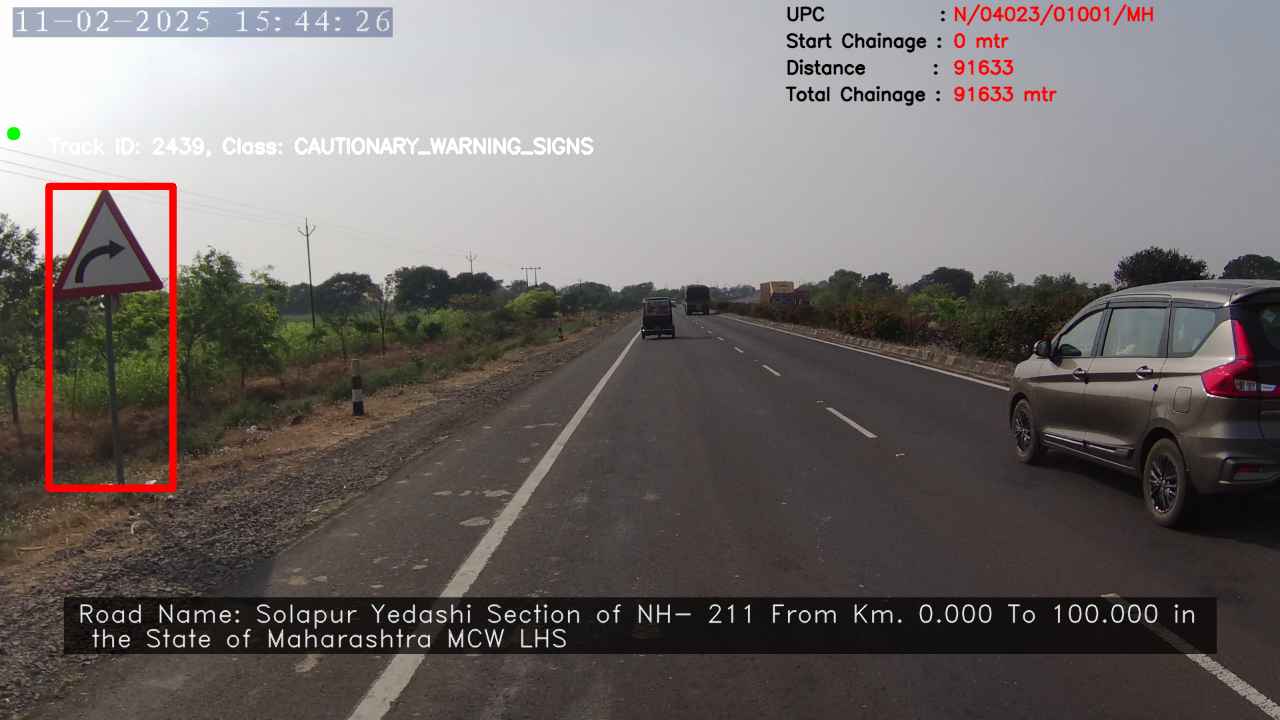 11-02-2025 15:44:26
UPC : N/04023/01001/MH
Start Chainage : 0 mtr
Distance : 91633
Total Chainage : 91633 mtr
Track ID: 2439, Class: CAUTIONARY_WARNING_SIGNS
Road Name: Solapur Yedashi Section of NH- 211 From Km. 0.000 To 100.000 in
the State of Maharashtra MCW LHS